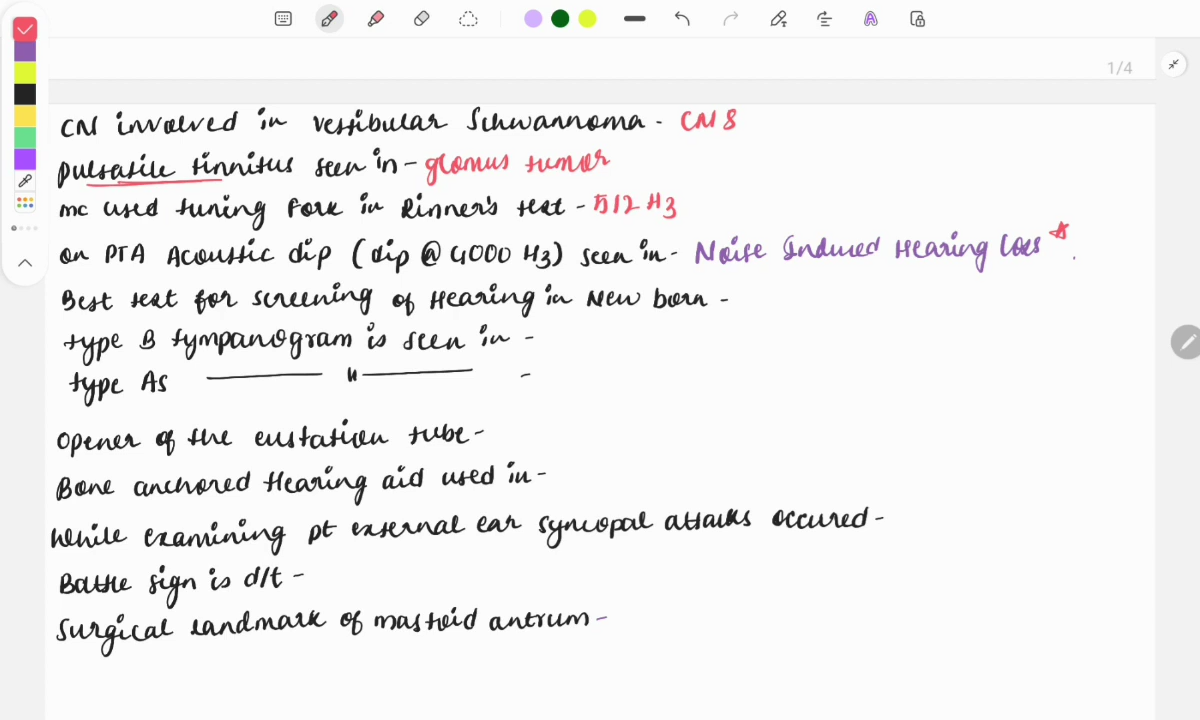 1/4
CN involved in vestibular Schwannoma - CN 8
pulsatile tinnitus seen in - glomus tumor
mc used tuning fork in Rinner's test - 512 Hz
on PTA Acoustic dip (dip @ 4000 Hz) seen in - Noise Induced Hearing Loss
Best test for screening of Hearing in New born -
type B tympanogram is seen in -
type As ——— 11 ——— -
opener of the eustation tube -
Bone anchored Hearing aid used in -
While examining pt external ear syncopal attacks occured -
Battle sign is d/t -
Surgical landmark of mastoid antrum -